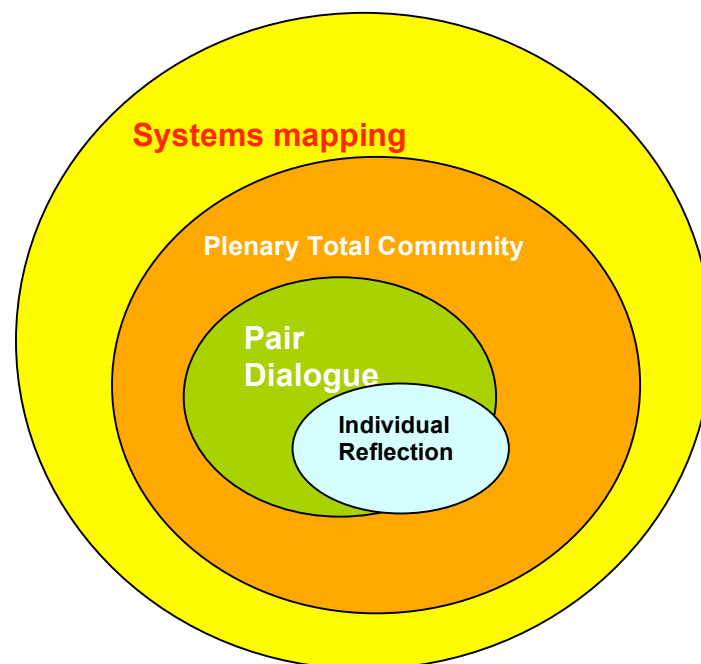 Systems mapping
Plenary Total Community
Pair
Dialogue
Individual
Reflection